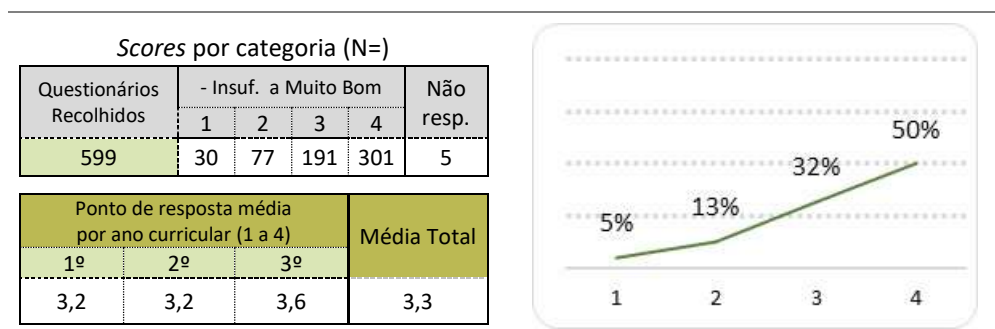 Scores por categoria (N=)
Questionários Recolhidos
- Insuf. a Muito Bom
Não resp.
1 2 3 4
599 30 77 191 301 5
Ponto de resposta média
por ano curricular (1 a 4)
Média Total
1º 2º 3º
3,2 3,2 3,6 3,3
5% 13% 32% 50%
1 2 3 4